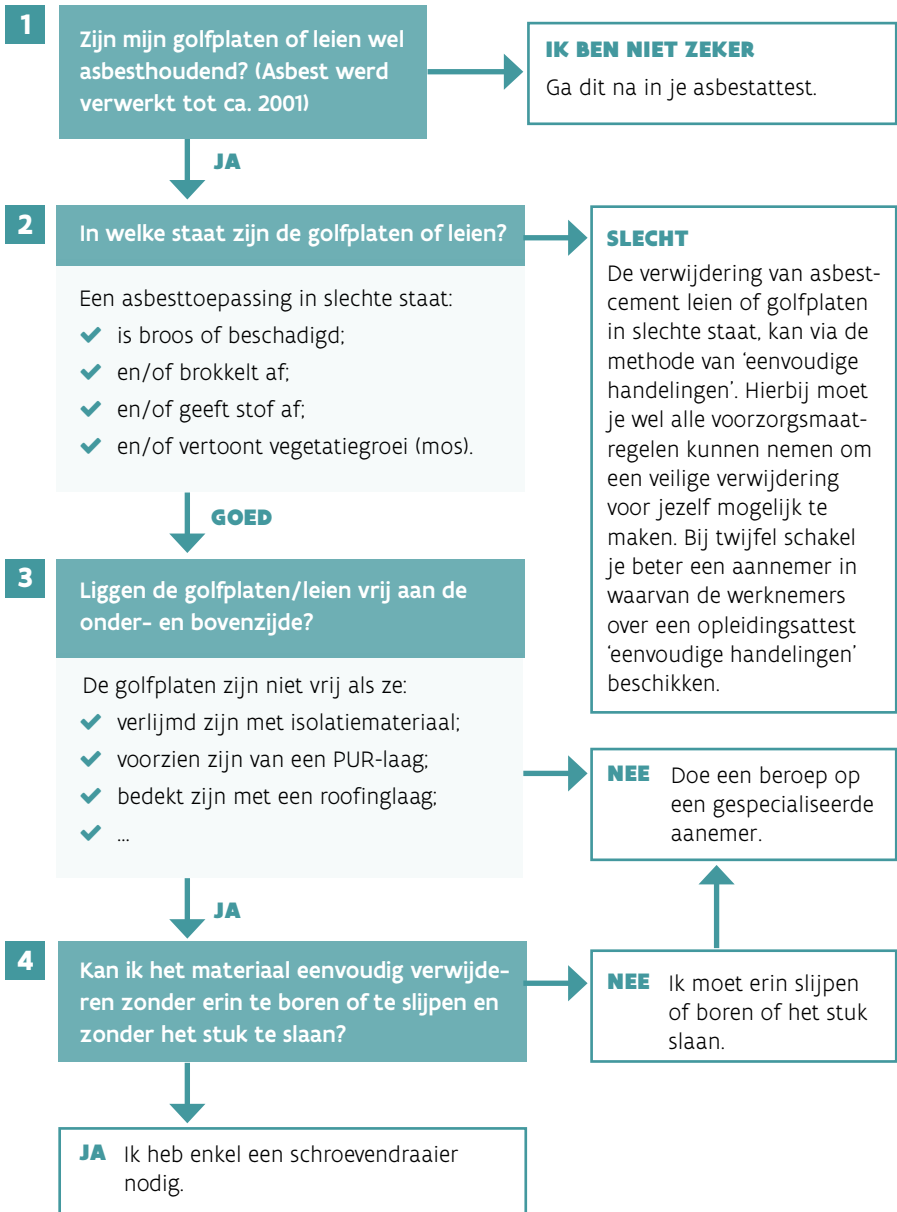 1
Zijn mijn golfplaten of leien wel
asbesthoudend? (Asbest werd
verwerkt tot ca. 2001)
IK BEN NIET ZEKER
Ga dit na in je asbestattest.
JA
2
In welke staat zijn de golfplaten of leien?
Een asbesttoepassing in slechte staat:
✔ is broos of beschadigd;
✔ en/of brokkelt af;
✔ en/of geeft stof af;
✔ en/of vertoont vegetatiegroei (mos).
SLECHT
De verwijdering van asbest-
cement leien of golfplaten
in slechte staat, kan via de
methode van ‘eenvoudige
handelingen’. Hierbij moet
je wel alle voorzorgsmaat-
regelen kunnen nemen om
een veilige verwijdering
voor jezelf mogelijk te
maken. Bij twijfel schakel
je beter een aannemer in
waarvan de werknemers
over een opleidingsattest
‘eenvoudige handelingen’
beschikken.
GOED
3
Liggen de golfplaten/leien vrij aan de
onder- en bovenzijde?
De golfplaten zijn niet vrij als ze:
✔ verlijmd zijn met isolatiemateriaal;
✔ voorzien zijn van een PUR-laag;
✔ bedekt zijn met een roofinglaag;
✔ ...
NEE Doe een beroep op
een gespecialiseerde
aanemer.
JA
4
Kan ik het materiaal eenvoudig verwijde-
ren zonder erin te boren of te slijpen en
zonder het stuk te slaan?
NEE Ik moet erin slijpen
of boren of het stuk
slaan.
JA Ik heb enkel een schroevendraaier
nodig.